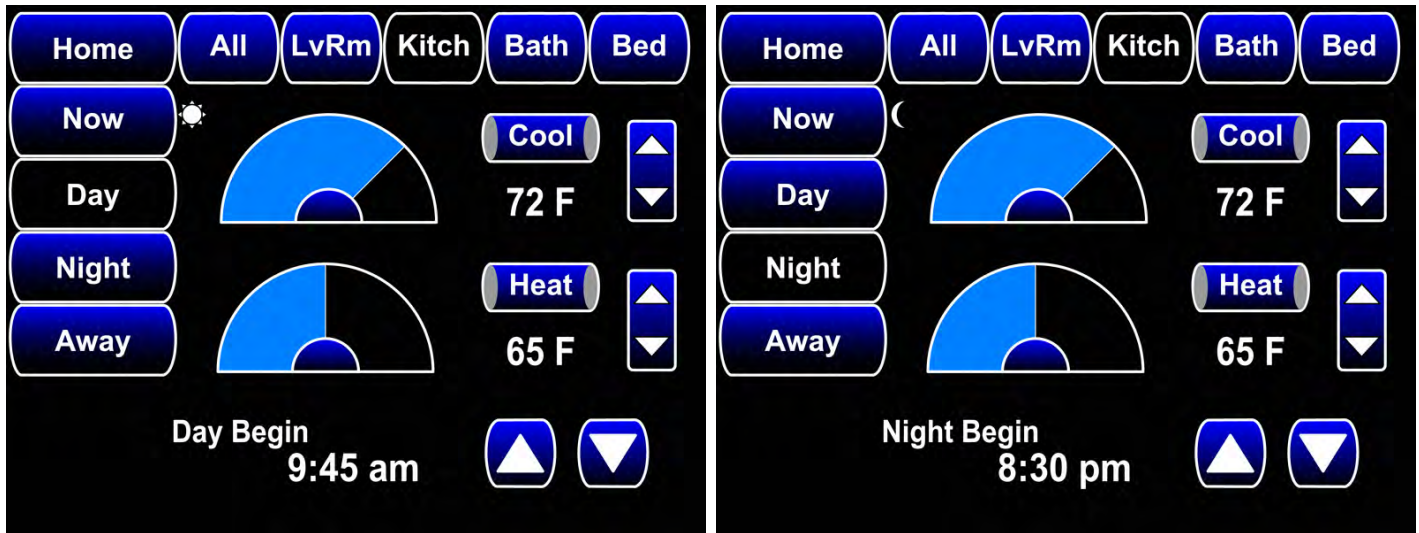 Home All LvRm Kitch Bath Bed
Now
Cool
Day
72 F
Night
Heat
Away
65 F
Day Begin
9:45 am
Home All LvRm Kitch Bath Bed
Now
Cool
Day
72 F
Night
Heat
Away
65 F
Night Begin
8:30 pm